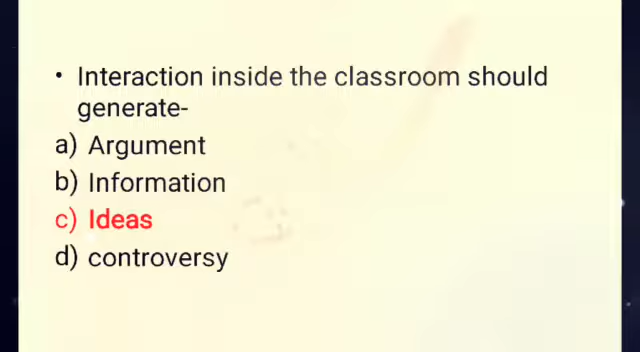 • Interaction inside the classroom should
generate-
a) Argument
b) Information
c) Ideas
d) controversy